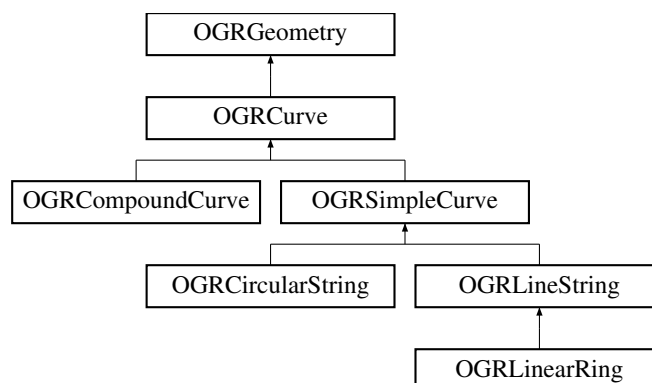 OGRGeometry
OGRCurve
OGRCompoundCurve
OGRSimpleCurve
OGRCircularString
OGRLineString
OGRLinearRing